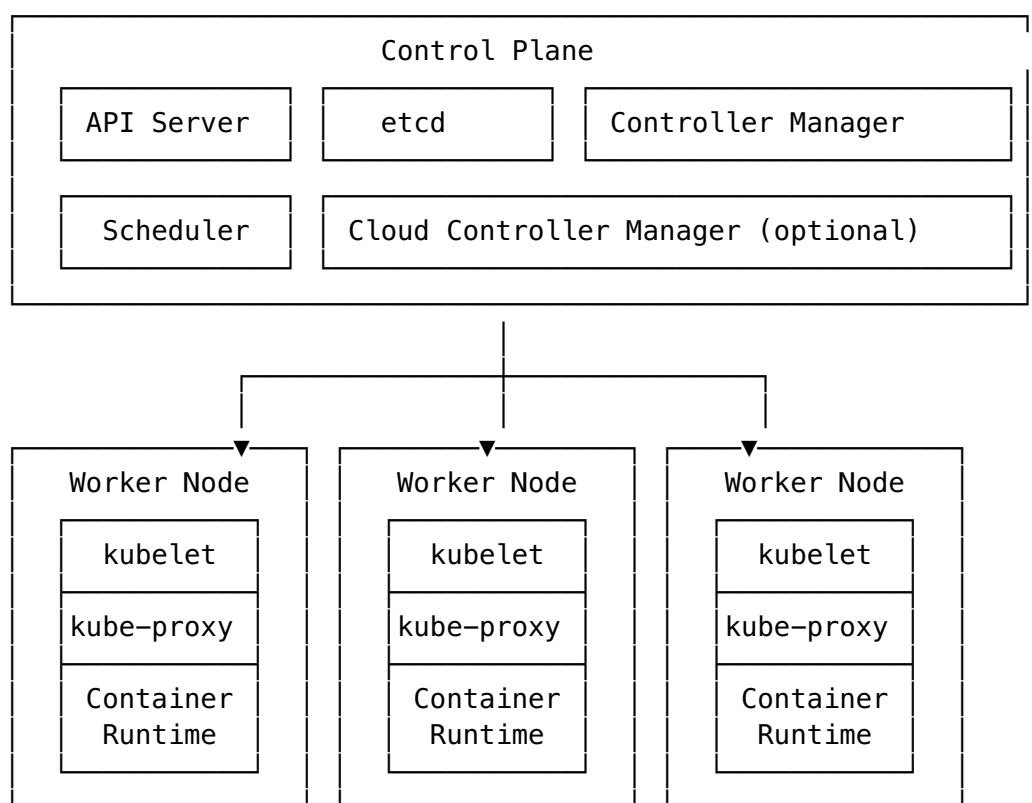 Control Plane
API Server etcd Controller Manager
Scheduler Cloud Controller Manager (optional)
Worker Node Worker Node Worker Node
kubelet kubelet kubelet
kube-proxy kube-proxy kube-proxy
Container Container Container
Runtime Runtime Runtime